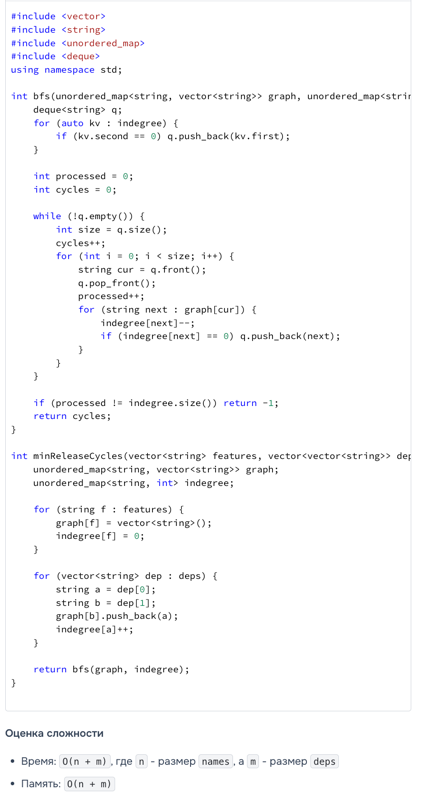 #include <vector>
#include <string>
#include <unordered_map>
#include <deque>
using namespace std;

int bfs(unordered_map<string, vector<string>> graph, unordered_map<strin
    deque<string> q;
    for (auto kv : indegree) {
        if (kv.second == 0) q.push_back(kv.first);
    }

    int processed = 0;
    int cycles = 0;

    while (!q.empty()) {
        int size = q.size();
        cycles++;
        for (int i = 0; i < size; i++) {
            string cur = q.front();
            q.pop_front();
            processed++;
            for (string next : graph[cur]) {
                indegree[next]--;
                if (indegree[next] == 0) q.push_back(next);
            }
        }
    }

    if (processed != indegree.size()) return -1;
    return cycles;
}

int minReleaseCycles(vector<string> features, vector<vector<string>> dep
    unordered_map<string, vector<string>> graph;
    unordered_map<string, int> indegree;

    for (string f : features) {
        graph[f] = vector<string>();
        indegree[f] = 0;
    }

    for (vector<string> dep : deps) {
        string a = dep[0];
        string b = dep[1];
        graph[b].push_back(a);
        indegree[a]++;
    }

    return bfs(graph, indegree);
}

Оценка сложности
• Время: O(n + m), где n - размер names, а m - размер deps
• Память: O(n + m)